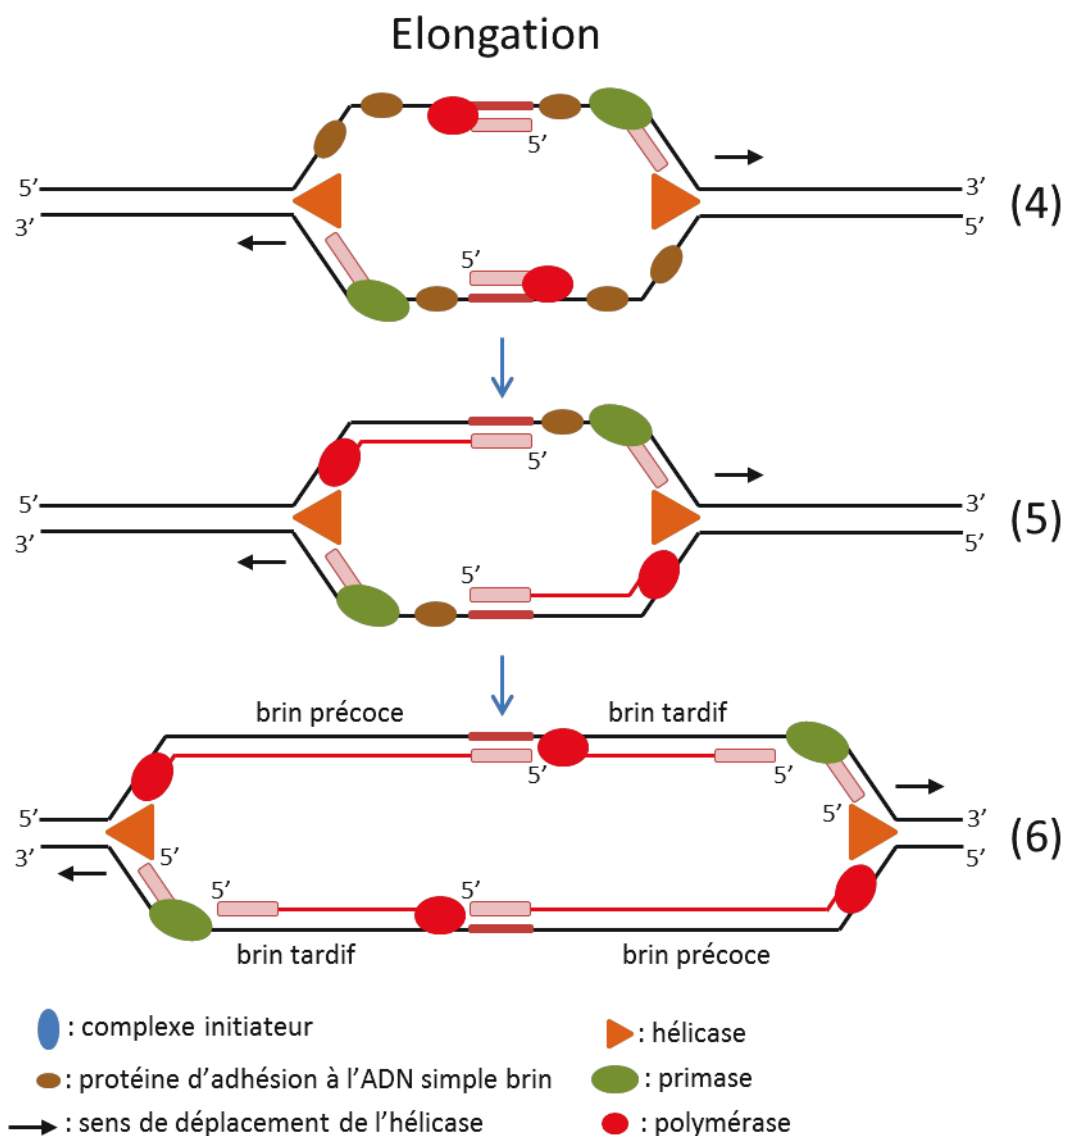 Elongation
5’
5’ 3’
(4)
3’ 5’
5’
5’
5’ 3’
(5)
3’ 5’
5’
brin précoce brin tardif
5’ 5’
5’ 5’ 3’
(6)
3’ 5’ 5’
5’ 5’
brin tardif brin précoce
: complexe initiateur : hélicase
: protéine d’adhésion à l’ADN simple brin : primase
: sens de déplacement de l’hélicase : polymérase